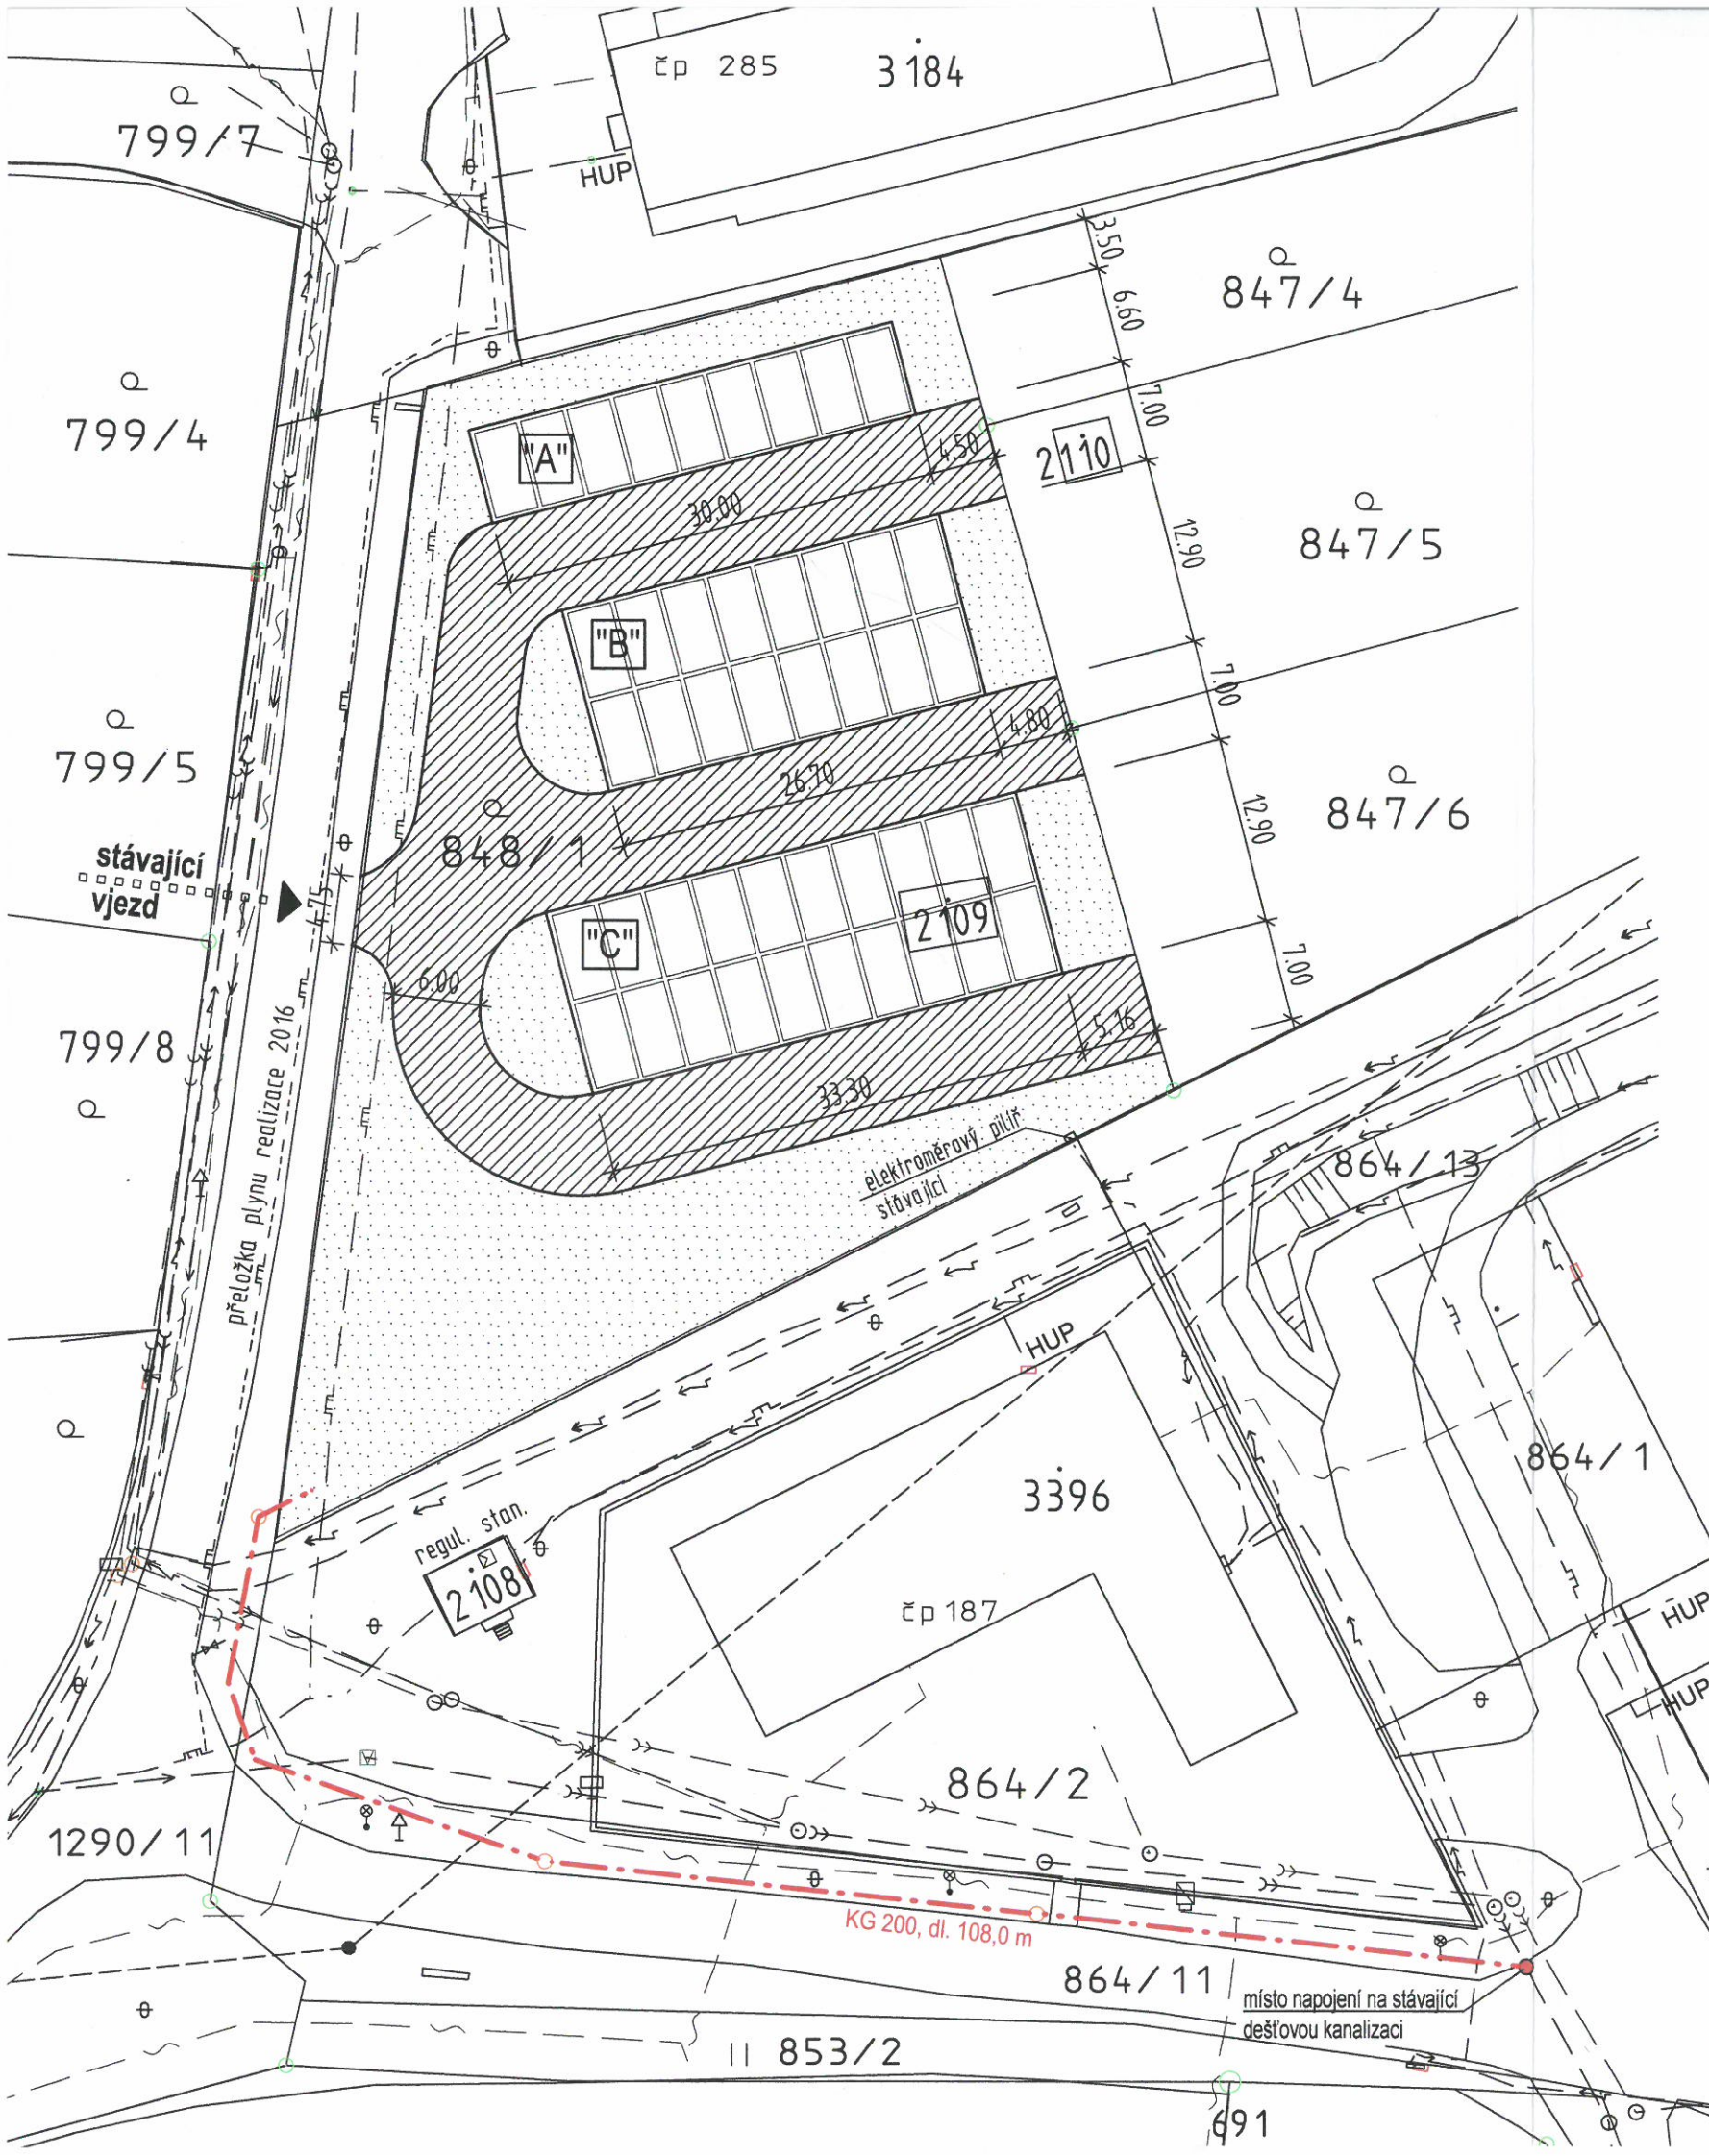 čp 285
3184
799/7
HUP
3.50
847/4
6.60
799/4
7.00
"A"
4.50
2110
30.00
12.90
847/5
"B"
7.00
799/5
4.80
26.70
847/6
848/1
12.90
stávající
vjezd
4.75
2109
"C"
6.00
7.00
799/8
přeložka plynu realizace 2016
5.16
33.30
elektroměrový pilíř
stávající
864/13
HUP
864/1
3396
regul. stan.
2108
čp 187
HUP
HUP
864/2
1290/11
KG 200, dl. 108,0 m
864/11
místo napojení na stávající
dešťovou kanalizaci
II 853/2
691